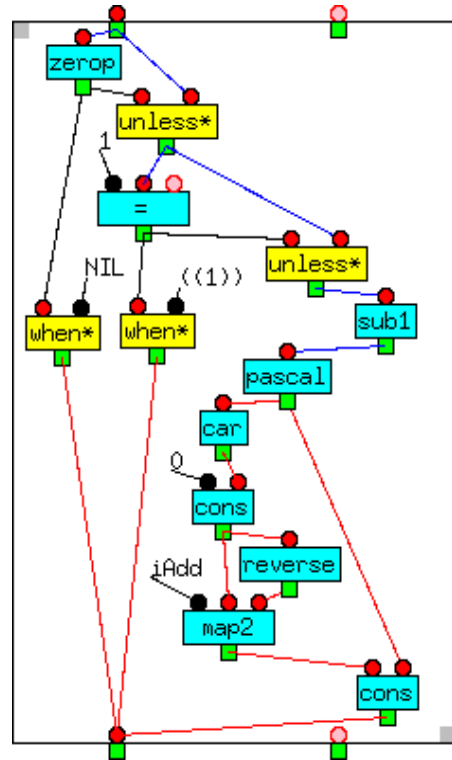 zerop
unless*
1
=
NIL
((1))
unless*
when*
when*
sub1
pascal
car
0
cons
iAdd
reverse
map2
cons